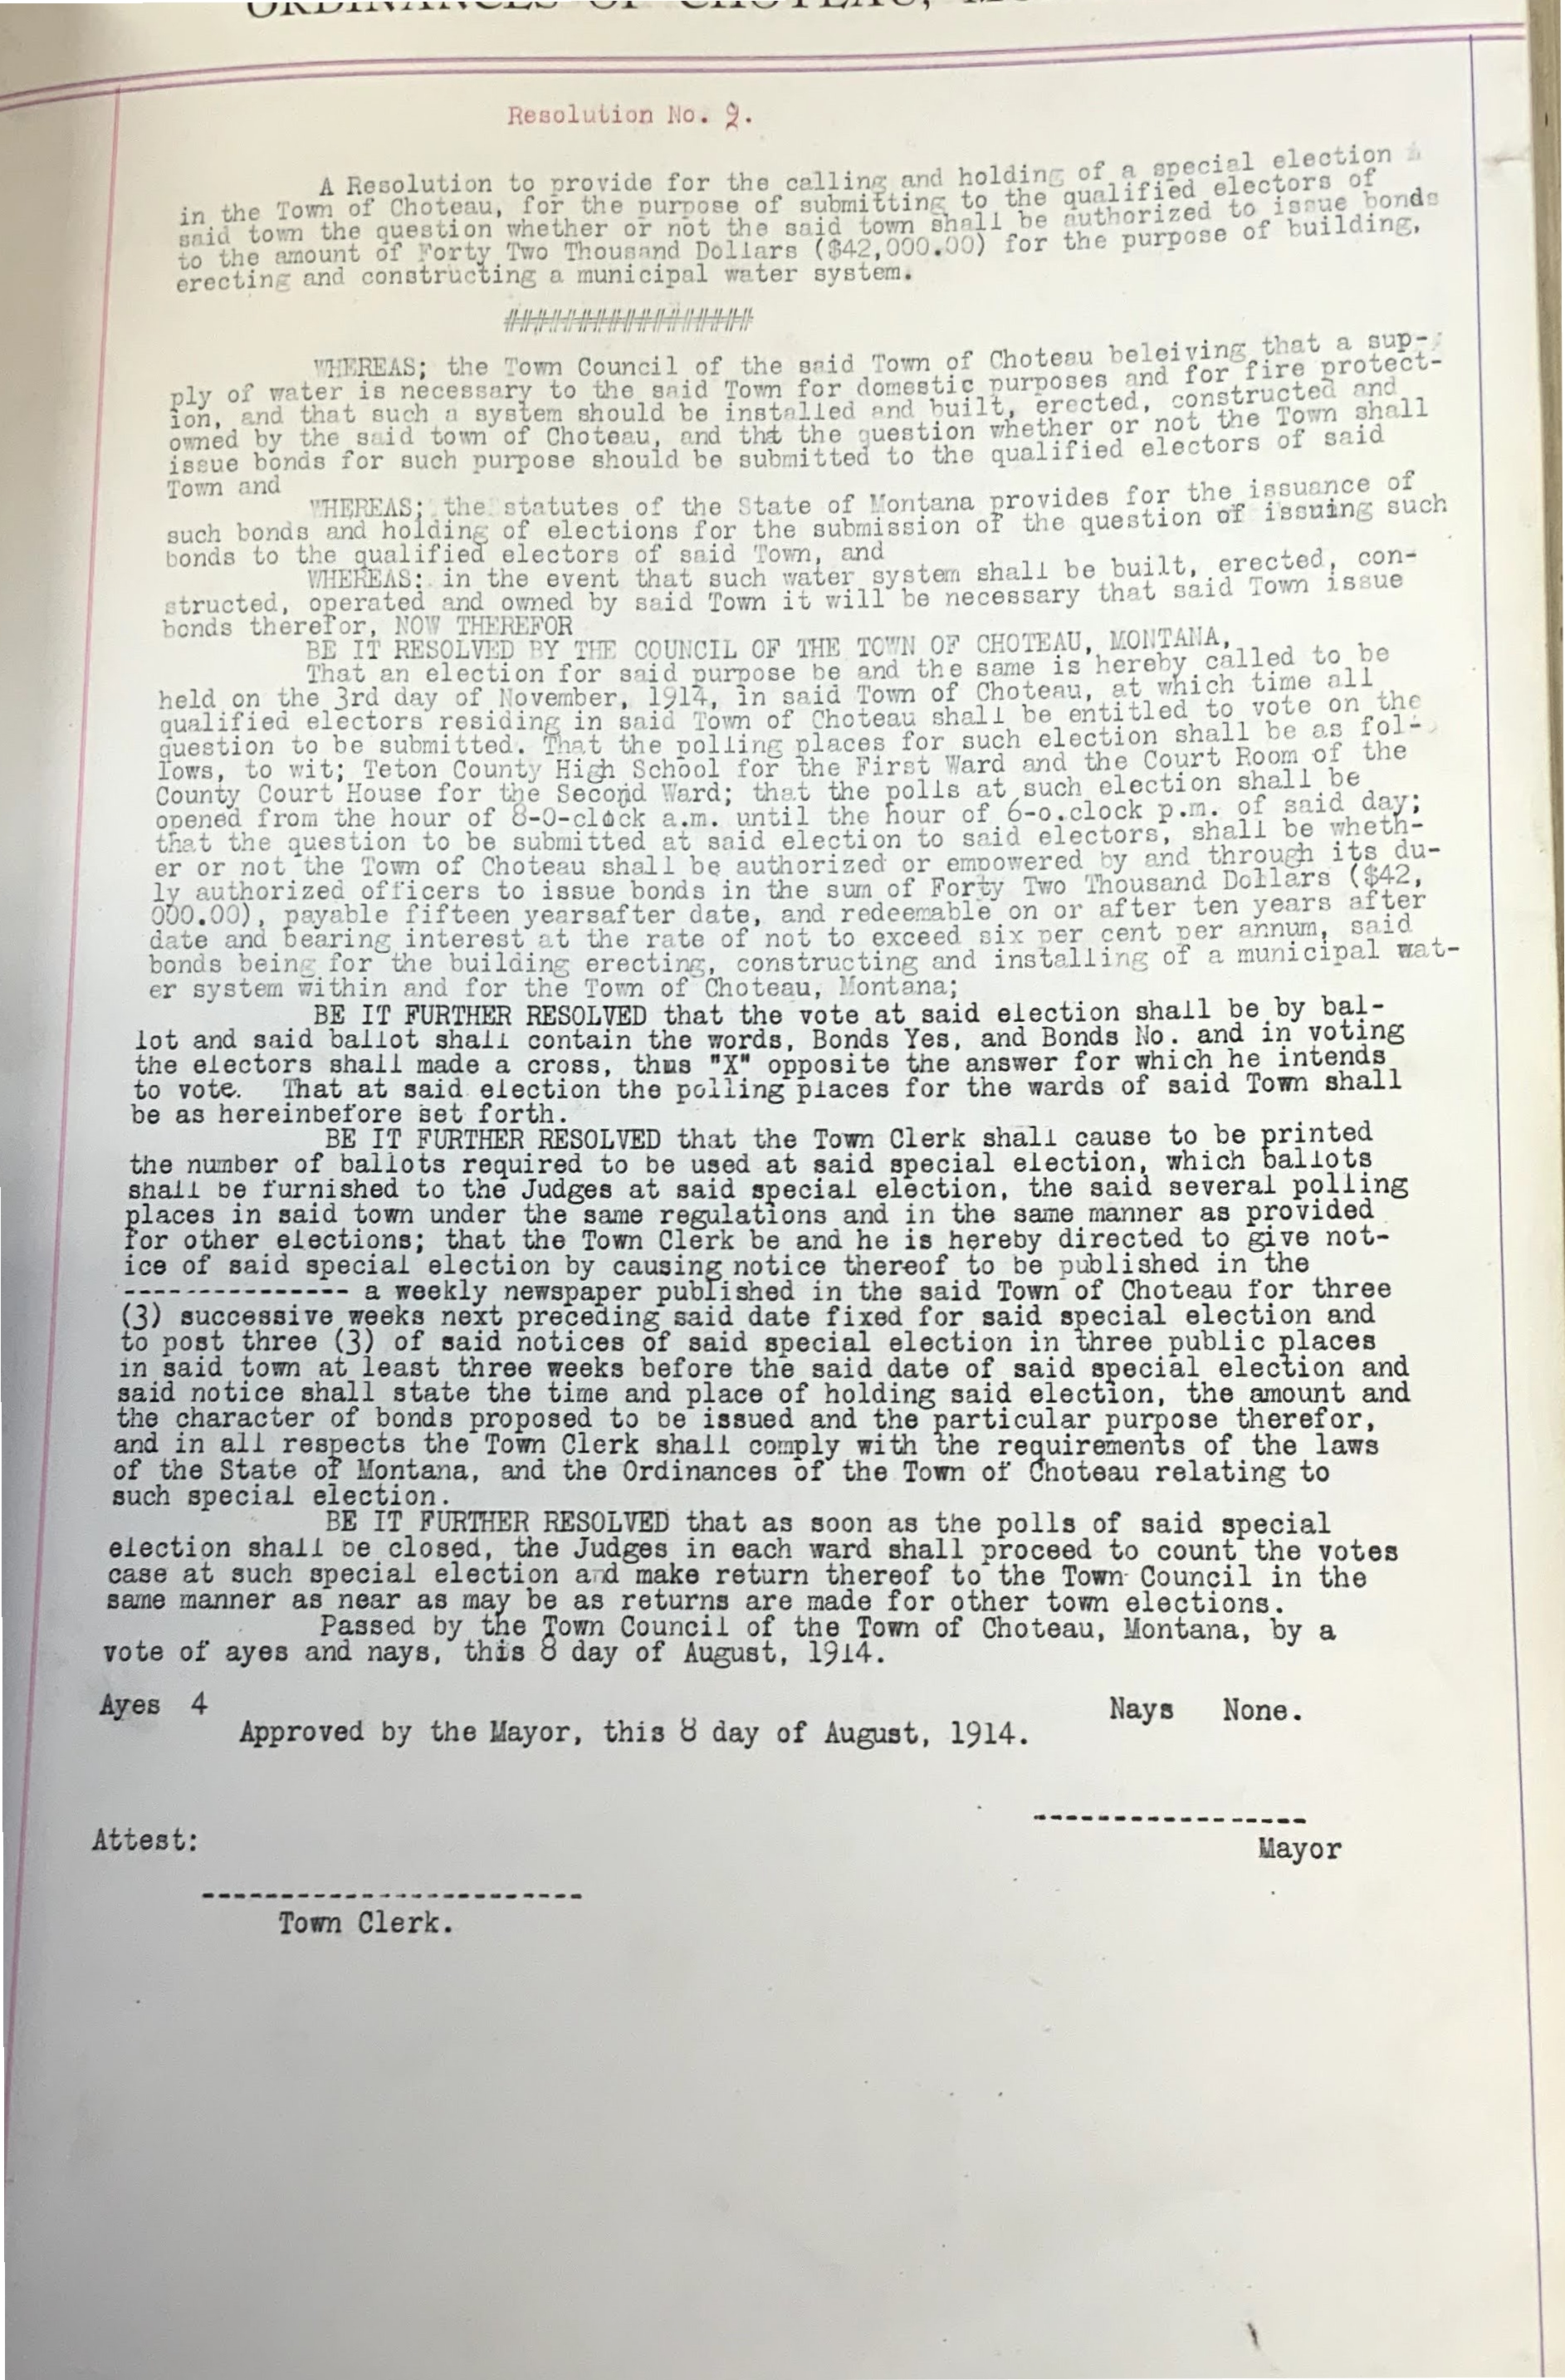 ORDINANCES OF CHOTEAU,
Resolution No. 9.
A Resolution to provide for the calling and holding of a special election
in the Town of Choteau, for the purpose of submitting to the qualified electors of
said town the question whether or not the said town shall be authorized to issue bonds
to the amount of Forty Two Thousand Dollars ($42,000.00) for the purpose of building,
erecting and constructing a municipal water system.
#################
WHEREAS; the Town Council of the said Town of Choteau beleiving that a sup-
ply of water is necessary to the said Town for domestic purposes and for fire protect-
ion, and that such a system should be installed and built, erected, constructed and
owned by the said town of Choteau, and tht the question whether or not the Town shall
issue bonds for such purpose should be submitted to the qualified electors of said
Town and
WHEREAS; the statutes of the State of Montana provides for the issuance of
such bonds and holding of elections for the submission of the question of issuing such
bonds to the qualified electors of said Town, and
WHEREAS: in the event that such water system shall be built, erected, con-
structed, operated and owned by said Town it will be necessary that said Town issue
bonds therefor, NOW THEREFOR
BE IT RESOLVED BY THE COUNCIL OF THE TOWN OF CHOTEAU, MONTANA,
That an election for said purpose be and the same is hereby called to be
held on the 3rd day of November, 1914, in said Town of Choteau, at which time all
qualified electors residing in said Town of Choteau shall be entitled to vote on the
question to be submitted. That the polling places for such election shall be as fol-
lows, to wit; Teton County High School for the First Ward and the Court Room of the
County Court House for the Second Ward; that the polls at such election shall be
opened from the hour of 8-O-clock a.m. until the hour of 6-o.clock p.m. of said day;
that the question to be submitted at said election to said electors, shall be wheth-
er or not the Town of Choteau shall be authorized or empowered by and through its du-
ly authorized officers to issue bonds in the sum of Forty Two Thousand Dollars ($42,
000.00), payable fifteen yearsafter date, and redeemable on or after ten years after
date and bearing interest at the rate of not to exceed six per cent per annum, said
bonds being for the building erecting, constructing and installing of a municipal wat-
er system within and for the Town of Choteau, Montana;
BE IT FURTHER RESOLVED that the vote at said election shall be by bal-
lot and said ballot shall contain the words, Bonds Yes, and Bonds No. and in voting
the electors shall made a cross, thus "X" opposite the answer for which he intends
to vote. That at said election the polling places for the wards of said Town shall
be as hereinbefore set forth.
BE IT FURTHER RESOLVED that the Town Clerk shall cause to be printed
the number of ballots required to be used at said special election, which ballots
shall be furnished to the Judges at said special election, the said several polling
places in said town under the same regulations and in the same manner as provided
for other elections; that the Town Clerk be and he is hereby directed to give not-
ice of said special election by causing notice thereof to be published in the
--------------- a weekly newspaper published in the said Town of Choteau for three
(3) successive weeks next preceding said date fixed for said special election and
to post three (3) of said notices of said special election in three public places
in said town at least three weeks before the said date of said special election and
said notice shall state the time and place of holding said election, the amount and
the character of bonds proposed to be issued and the particular purpose therefor,
and in all respects the Town Clerk shall comply with the requirements of the laws
of the State of Montana, and the Ordinances of the Town of Choteau relating to
such special election.
BE IT FURTHER RESOLVED that as soon as the polls of said special
election shall be closed, the Judges in each ward shall proceed to count the votes
case at such special election and make return thereof to the Town Council in the
same manner as near as may be as returns are made for other town elections.
Passed by the Town Council of the Town of Choteau, Montana, by a
vote of ayes and nays, this 8 day of August, 1914.
Ayes 4 Nays None.
Approved by the Mayor, this 8 day of August, 1914.
-----------------
Attest:
Mayor
------------------------
Town Clerk.